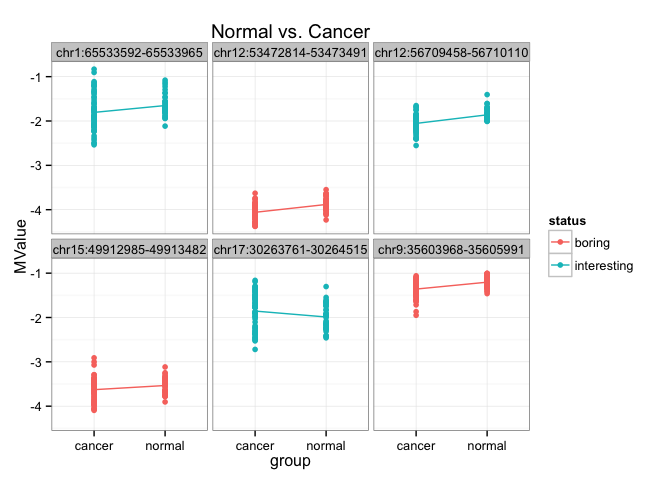 Normal vs. Cancer
chr1:65533592-65533965 chr12:53472814-53473491 chr12:56709458-56710110
-1
-2
-3
-4
chr15:49912985-49913482 chr17:30263761-30264515 chr9:35603968-35605991
-1
-2
-3
-4
MValue
cancer normal cancer normal cancer normal
group
status
boring
interesting